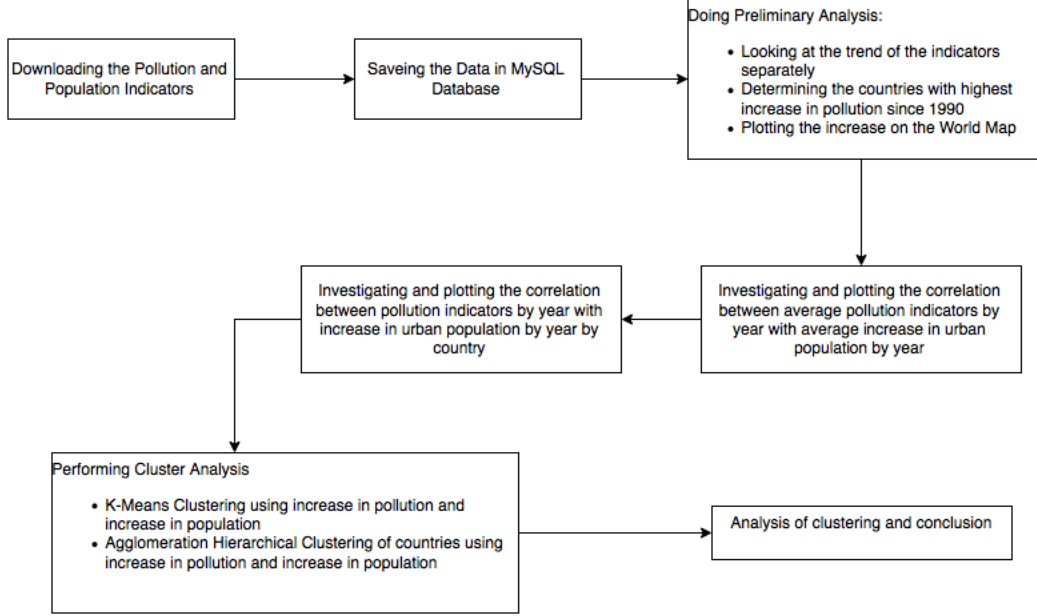 Downloading the Pollution and
Population Indicators
Saveing the Data in MySQL
Database
Doing Preliminary Analysis:
• Looking at the trend of the indicators
separately
• Determining the countries with highest
increase in pollution since 1990
• Plotting the increase on the World Map
Investigating and plotting the correlation
between average pollution indicators by
year with average increase in urban
population by year
Investigating and plotting the correlation
between pollution indicators by year with
increase in urban population by year by
country
Performing Cluster Analysis
• K-Means Clustering using increase in pollution and
increase in population
• Agglomeration Hierarchical Clustering of countries using
increase in pollution and increase in population
Analysis of clustering and conclusion